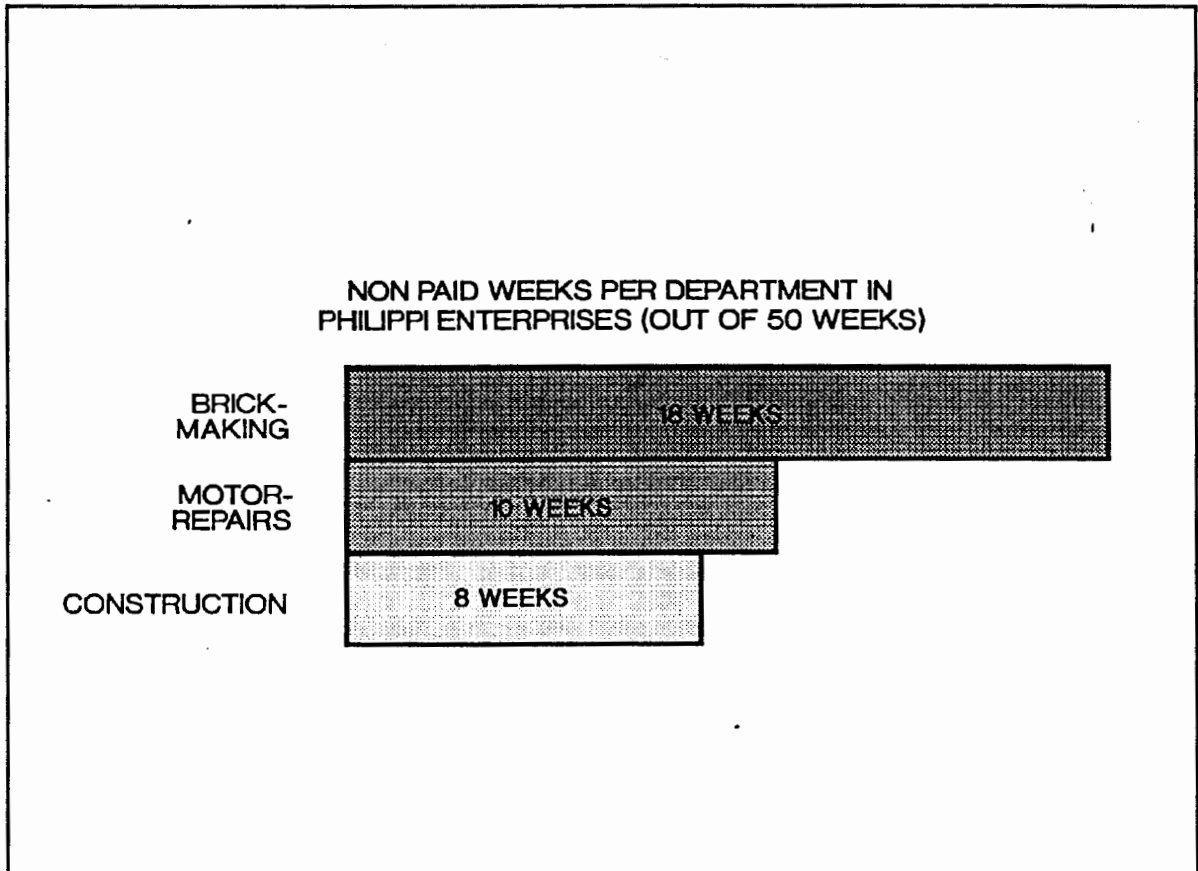 NON PAID WEEKS PER DEPARTMENT IN
PHILIPPI ENTERPRISES (OUT OF 50 WEEKS)
BRICK-
MAKING
18 WEEKS
MOTOR-
REPAIRS
10 WEEKS
CONSTRUCTION
8 WEEKS